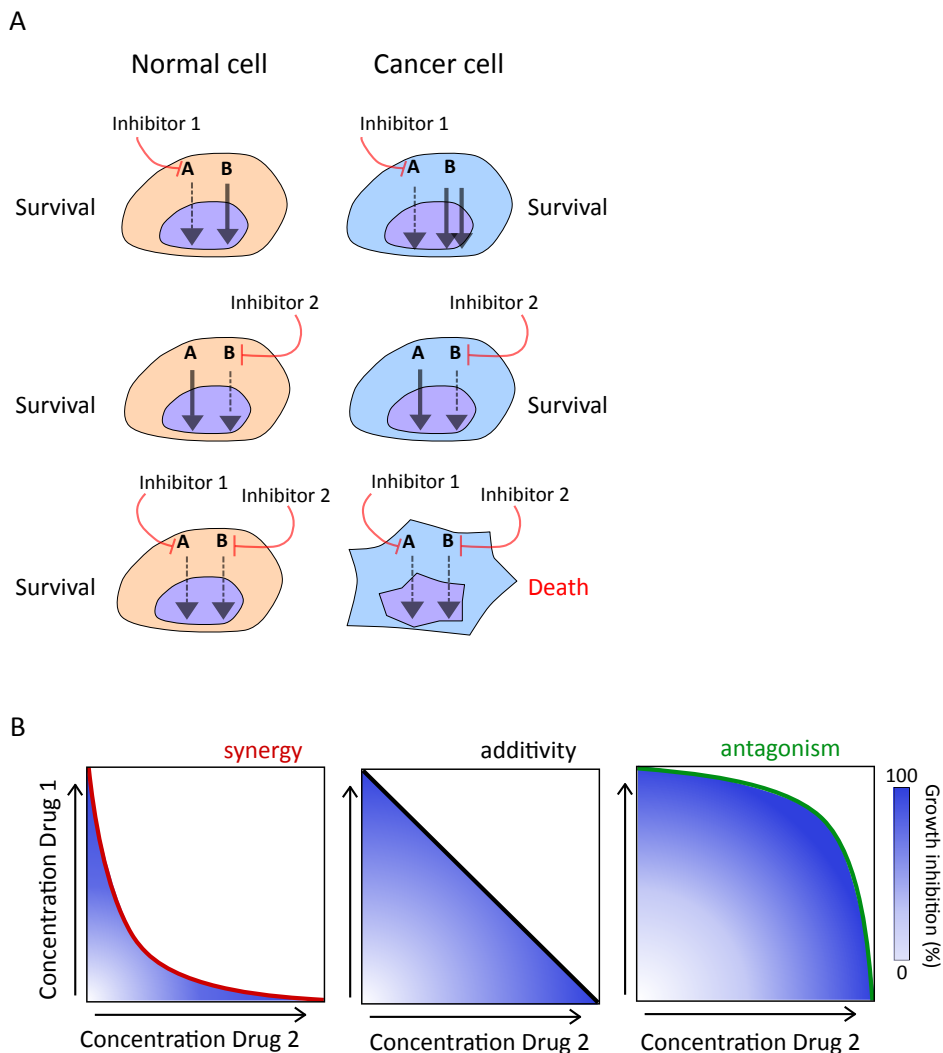 A
Normal cell
Cancer cell
Inhibitor 1
Inhibitor 1
A B
A B
Survival
Survival
Inhibitor 2
Inhibitor 2
A B
A B
Survival
Survival
Inhibitor 1
Inhibitor 2
Inhibitor 1
Inhibitor 2
A B
A B
Survival
Death
B
synergy
additivity
antagonism
Concentration Drug 1
100
0
Growth inhibition (%)
Concentration Drug 2
Concentration Drug 2
Concentration Drug 2